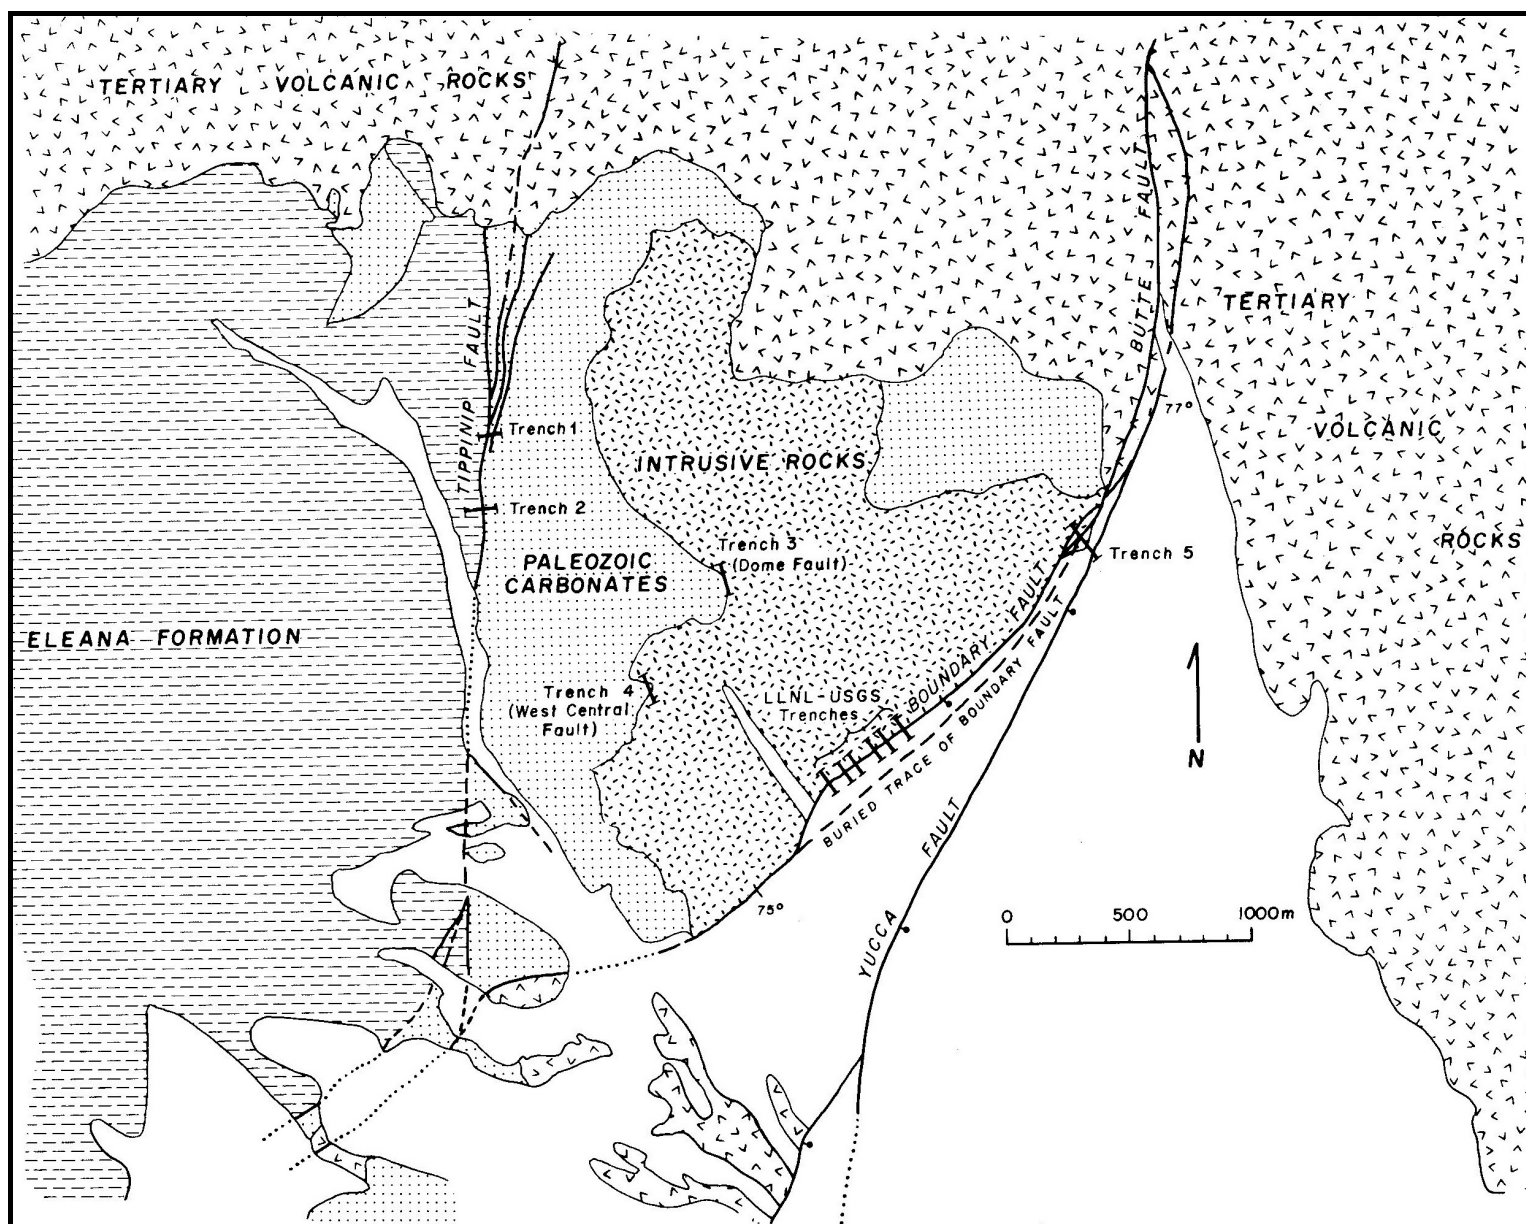 TERTIARY VOLCANIC ROCKS
BUTTE FAULT
TERTIARY
VOLCANIC
ROCKS
TIPPINIP FAULT
77°
Trench 1
INTRUSIVE ROCKS
Trench 2
Trench 3
(Dome Fault)
PALEOZOIC
CARBONATES
Trench 5
ELEANA FORMATION
BOUNDARY FAULT
BURIED TRACE OF BOUNDARY FAULT
Trench 4
(West Central
Fault)
LLNL-USGS
Trenches
N
YUCCA FAULT
75°
0 500 1000m